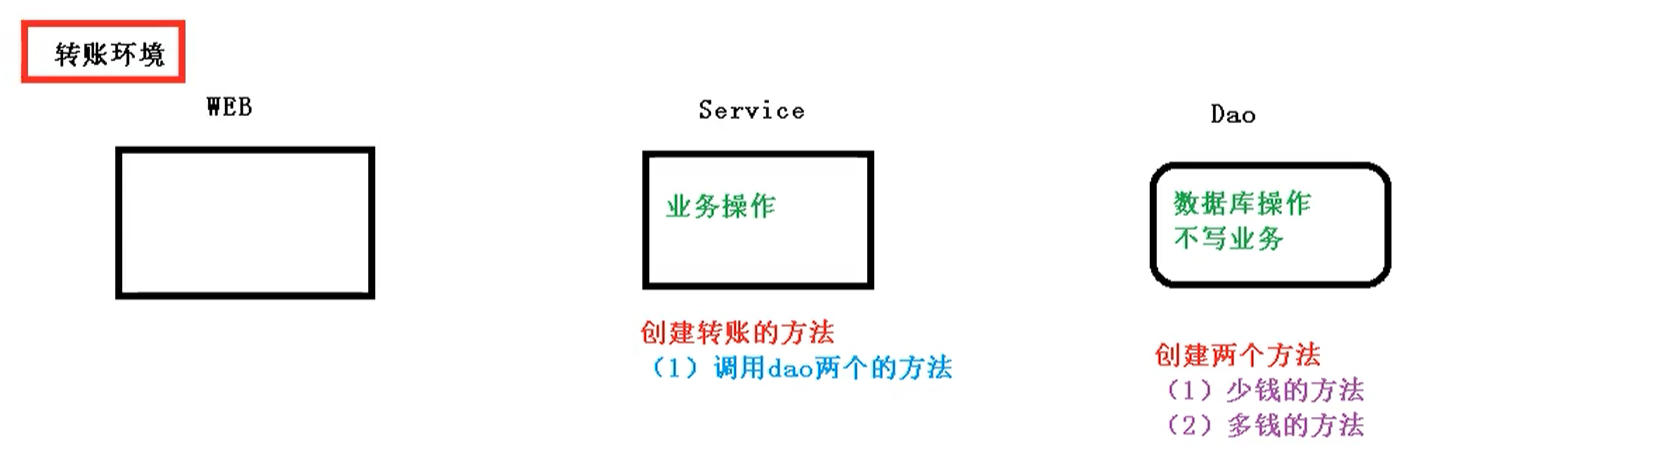 转账环境
WEB
Service
Dao
业务操作
数据库操作
不写业务
创建转账的方法
（1）调用dao两个的方法
创建两个方法
（1）少钱的方法
（2）多钱的方法